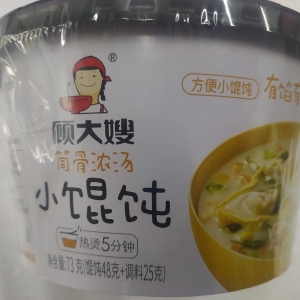 ®
方便小馄饨
有馅
顾大嫂
筒骨浓汤
小馄饨
热烫5分钟
净含量:73克(馄饨48克+调料25克)